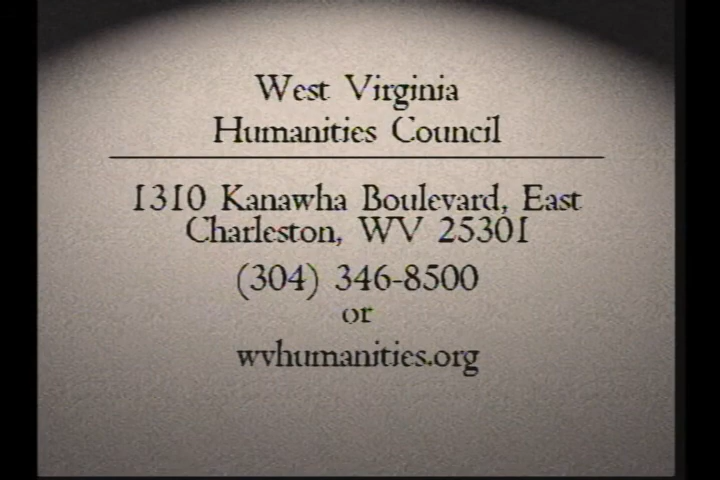 West Virginia
Humanities Council
1310 Kanawha Boulevard, East
Charleston, WV 25301
(304) 346-8500
or
wvhumanities.org